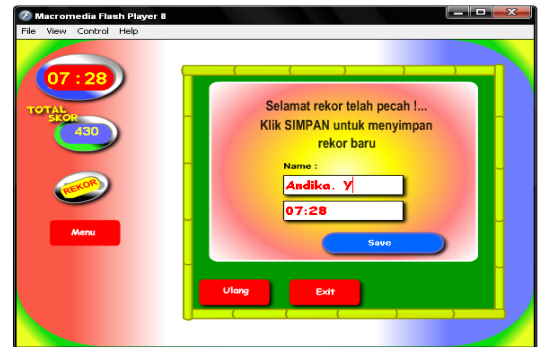 Macromedia Flash Player 8
File View Control Help
07 : 28
TOTAL
SKOR
430
REKOR
Menu
Selamat rekor telah pecah !...
Klik SIMPAN untuk menyimpan
rekor baru
Name :
Andika. Y
07:28
Save
Ulang
Exit